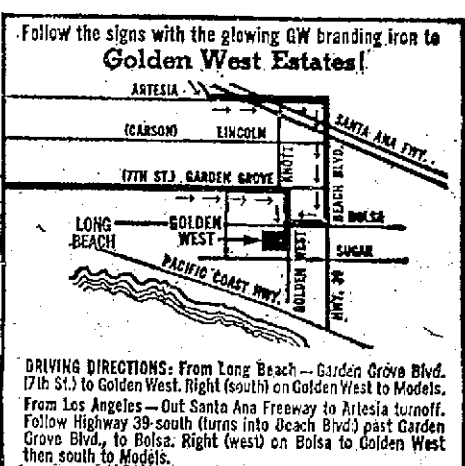 Follow the signs with the glowing GW branding iron to
Golden West Estates!
ARTESIA
SANTA ANA FWY.
(CARSON) LINCOLN
KNOTT
BEACH BLVD.
(7TH ST.) GARDEN GROVE
LONG BEACH
GOLDEN WEST
BOLSA
SUGAR
PACIFIC COAST HWY.
GOLDEN WEST
HWY. 39
DRIVING DIRECTIONS: From Long Beach — Garden Grove Blvd.
(7th St.) to Golden West. Right (south) on Golden West to Models.
From Los Angeles — Out Santa Ana Freeway to Artesia turnoff.
Follow Highway 39 south (turns into Beach Blvd.) past Garden
Grove Blvd., to Bolsa. Right (west) on Bolsa to Golden West
then south to Models.